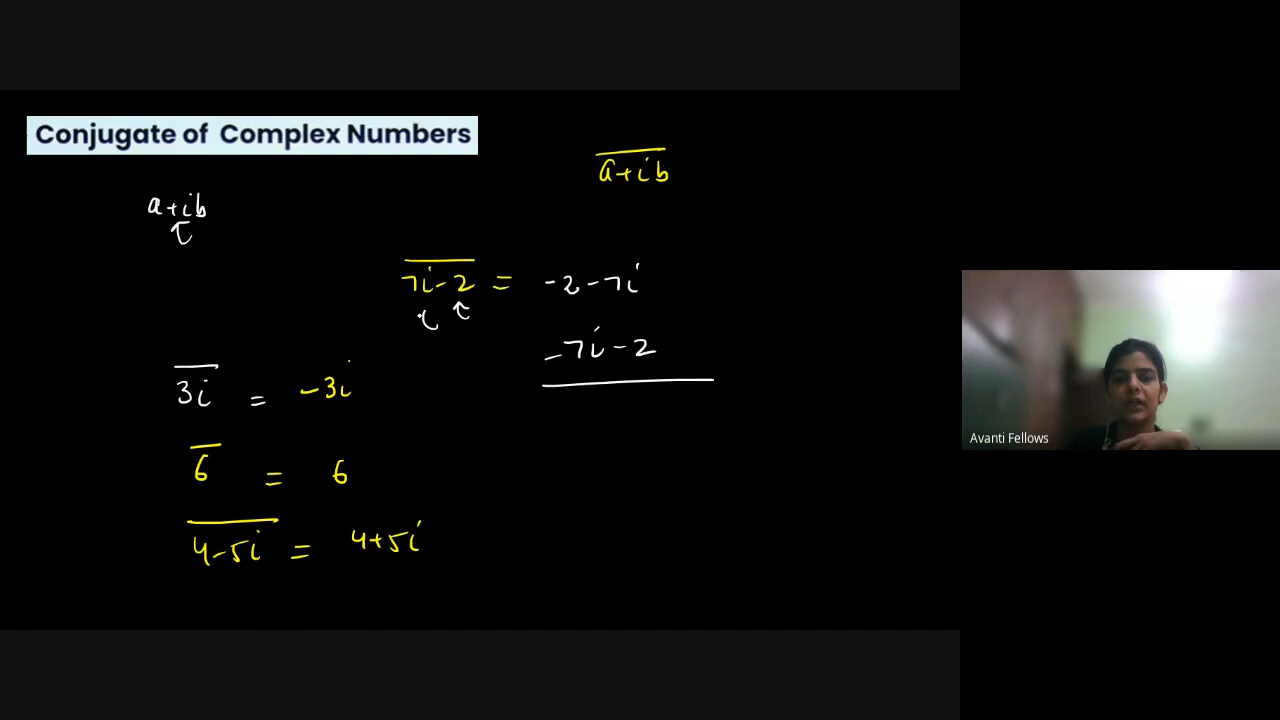 Conjugate of Complex Numbers
a+ib
a+ib
7i-2 = -2-7i
-7i-2
3i = -3i
6 = 6
4-5i = 4+5i
Avanti Fellows